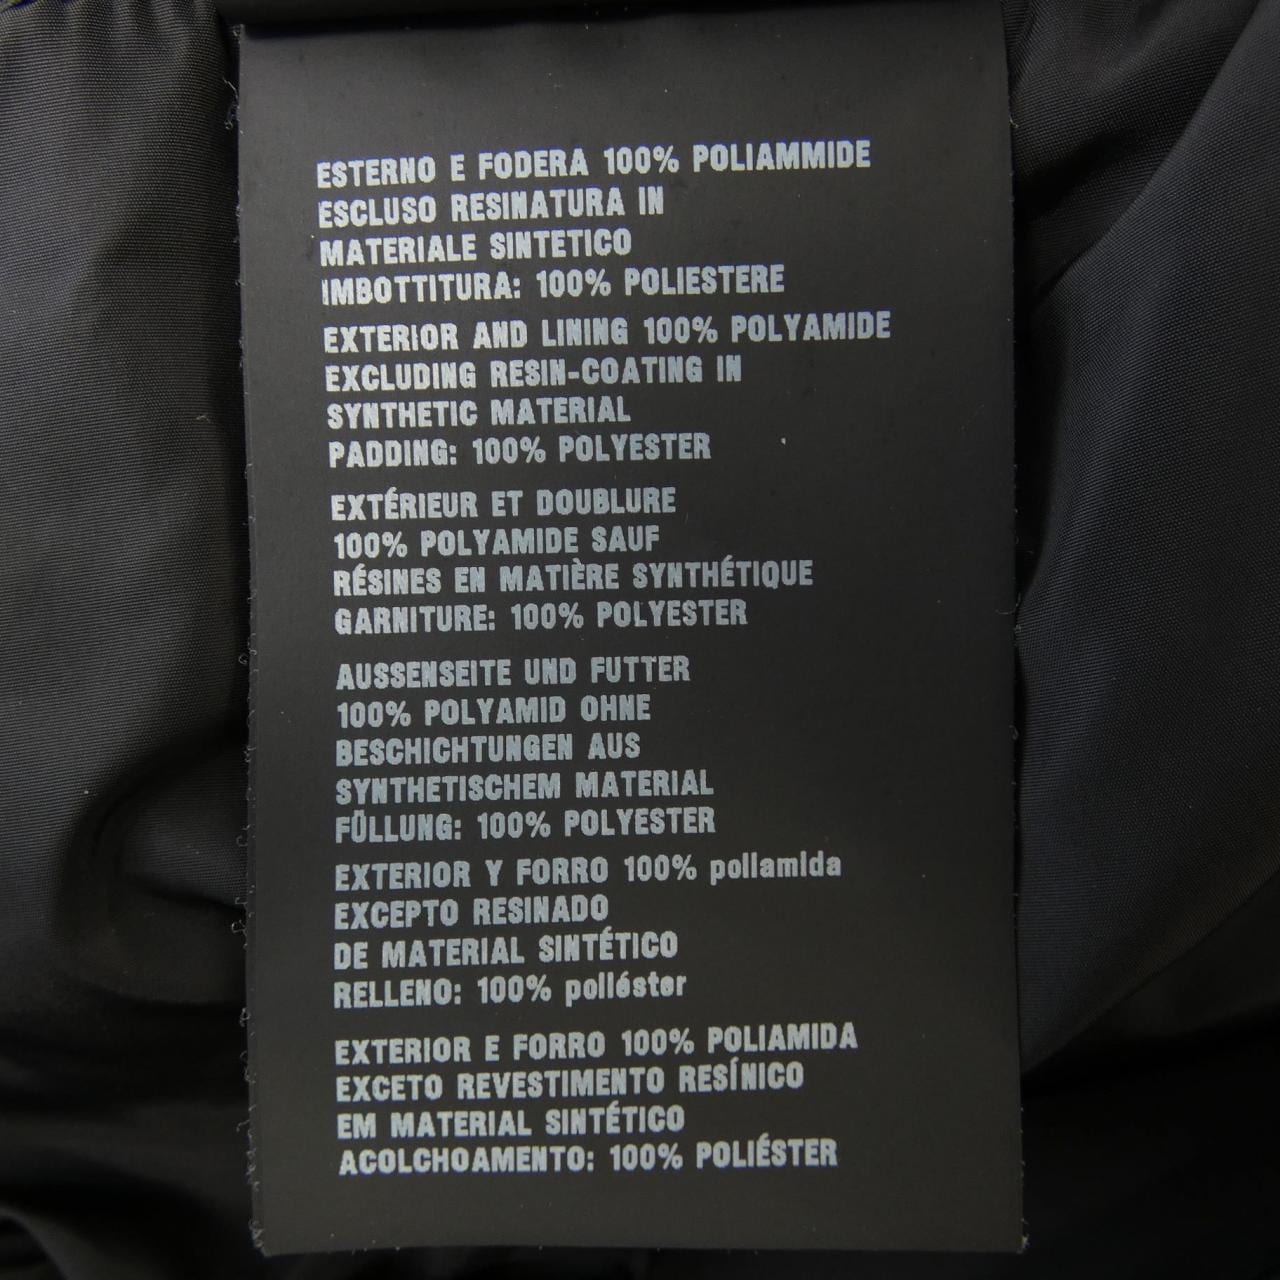 ESTERNO E FODERA 100% POLIAMMIDE
ESCLUSO RESINATURA IN
MATERIALE SINTETICO
IMBOTTITURA: 100% POLIESTERE
EXTERIOR AND LINING 100% POLYAMIDE
EXCLUDING RESIN-COATING IN
SYNTHETIC MATERIAL
PADDING: 100% POLYESTER
EXTÉRIEUR ET DOUBLURE
100% POLYAMIDE SAUF
RÉSINES EN MATIÈRE SYNTHÉTIQUE
GARNITURE: 100% POLYESTER
AUSSENSEITE UND FUTTER
100% POLYAMID OHNE
BESCHICHTUNGEN AUS
SYNTHETISCHEM MATERIAL
FÜLLUNG: 100% POLYESTER
EXTERIOR Y FORRO 100% poliamida
EXCEPTO RESINADO
DE MATERIAL SINTÉTICO
RELLENO: 100% poliéster
EXTERIOR E FORRO 100% POLIAMIDA
EXCETO REVESTIMENTO RESÍNICO
EM MATERIAL SINTÉTICO
ACOLCHOAMENTO: 100% POLIÉSTER